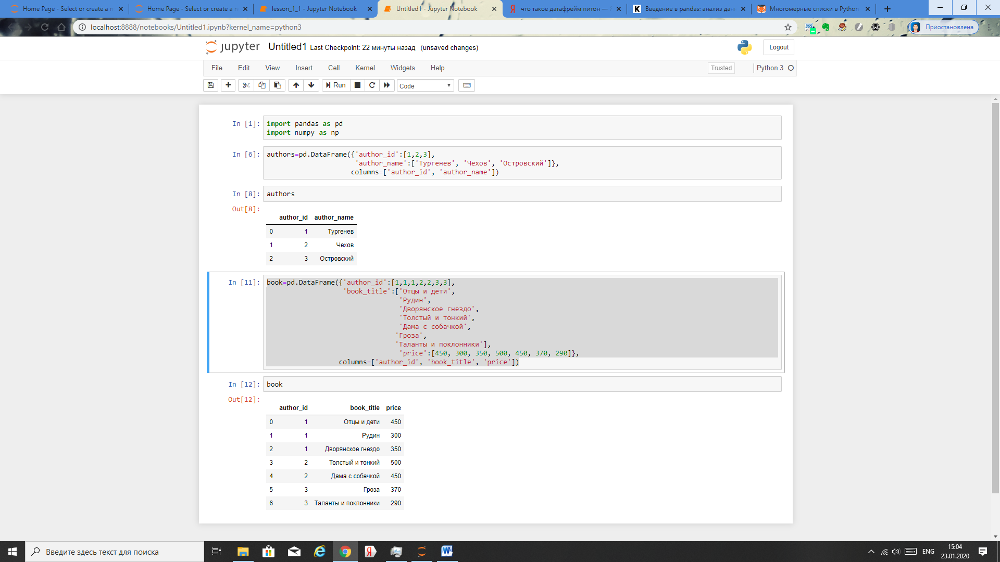 Home Page - Select or create a n
Home Page - Select or create a n
lesson_1_1 - Jupyter Notebook
Untitled1 - Jupyter Notebook
что такое датафрейм питон —
Введение в pandas: анализ дан
Многомерные списки в Python
localhost:8888/notebooks/Untitled1.ipynb?kernel_name=python3
Приостановлена
jupyter Untitled1 Last Checkpoint: 22 минуты назад (unsaved changes)
Logout
File Edit View Insert Cell Kernel Widgets Help
Trusted
Python 3
Run
Code
In [1]: import pandas as pd
import numpy as np
In [6]: authors=pd.DataFrame({'author_id':[1,2,3],
'author_name':['Тургенев', 'Чехов', 'Островский']},
columns=['author_id', 'author_name'])
In [8]: authors
Out[8]:
author_id author_name
0 1 Тургенев
1 2 Чехов
2 3 Островский
In [11]: book=pd.DataFrame({'author_id':[1,1,1,2,2,3,3],
'book_title':['Отцы и дети',
'Рудин',
'Дворянское гнездо',
'Толстый и тонкий',
'Дама с собачкой',
'Гроза',
'Таланты и поклонники'],
'price':[450, 300, 350, 500, 450, 370, 290]},
columns=['author_id', 'book_title', 'price'])
In [12]: book
Out[12]:
author_id book_title price
0 1 Отцы и дети 450
1 1 Рудин 300
2 1 Дворянское гнездо 350
3 2 Толстый и тонкий 500
4 2 Дама с собачкой 450
5 3 Гроза 370
6 3 Таланты и поклонники 290
Введите здесь текст для поиска
ENG
15:04
23.01.2020